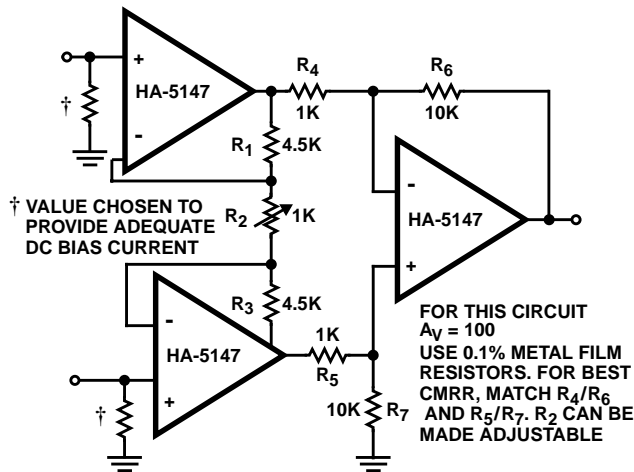 +
HA-5147
-
†
R4
1K
R6
10K
R1
4.5K
† VALUE CHOSEN TO
PROVIDE ADEQUATE
DC BIAS CURRENT
R2
1K
-
HA-5147
+
R3
4.5K
-
HA-5147
+
†
1K
R5
10K
R7
FOR THIS CIRCUIT
AV = 100
USE 0.1% METAL FILM
RESISTORS. FOR BEST
CMRR, MATCH R4/R6
AND R5/R7. R2 CAN BE
MADE ADJUSTABLE